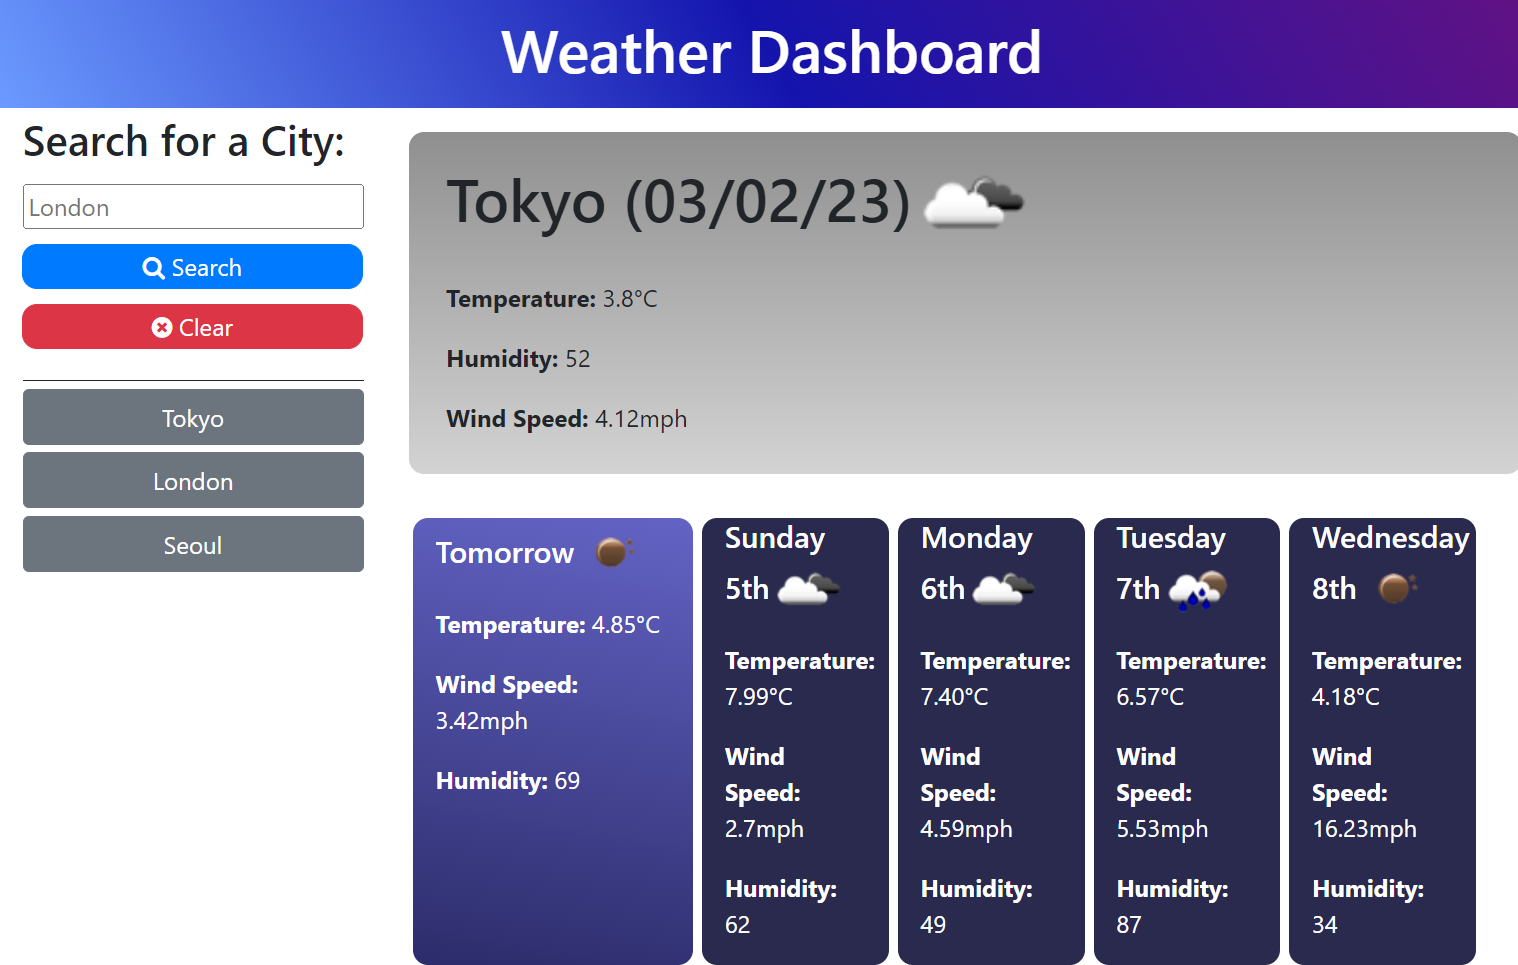 Weather Dashboard
Search for a City:
London
Search
Clear
Tokyo
London
Seoul
Tokyo (03/02/23)
Temperature: 3.8°C
Humidity: 52
Wind Speed: 4.12mph
Tomorrow
Temperature: 4.85°C
Wind Speed:
3.42mph
Humidity: 69
Sunday
5th
Temperature:
7.99°C
Wind
Speed:
2.7mph
Humidity:
62
Monday
6th
Temperature:
7.40°C
Wind
Speed:
4.59mph
Humidity:
49
Tuesday
7th
Temperature:
6.57°C
Wind
Speed:
5.53mph
Humidity:
87
Wednesday
8th
Temperature:
4.18°C
Wind
Speed:
16.23mph
Humidity:
34